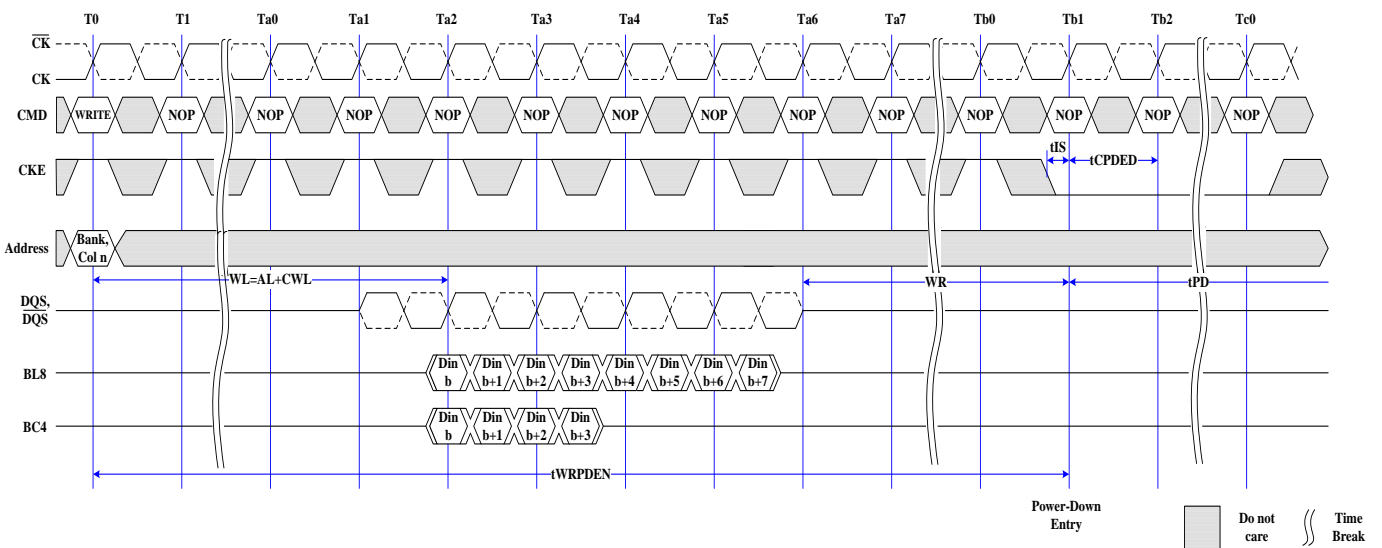 T0 T1 Ta0 Ta1 Ta2 Ta3 Ta4 Ta5 Ta6 Ta7 Tb0 Tb1 Tb2 Tc0
CK
CK
CMD WRITE NOP NOP NOP NOP NOP NOP NOP NOP NOP NOP NOP NOP NOP
tIS
CKE tCPDED
Address Bank,
Col n
WL=AL+CWL WR tPD
DQS,
DQS
BL8 Din
b Din
b+1 Din
b+2 Din
b+3 Din
b+4 Din
b+5 Din
b+6 Din
b+7
BC4 Din
b Din
b+1 Din
b+2 Din
b+3
tWRPDEN
Power-Down
Entry
Do not
care
Time
Break